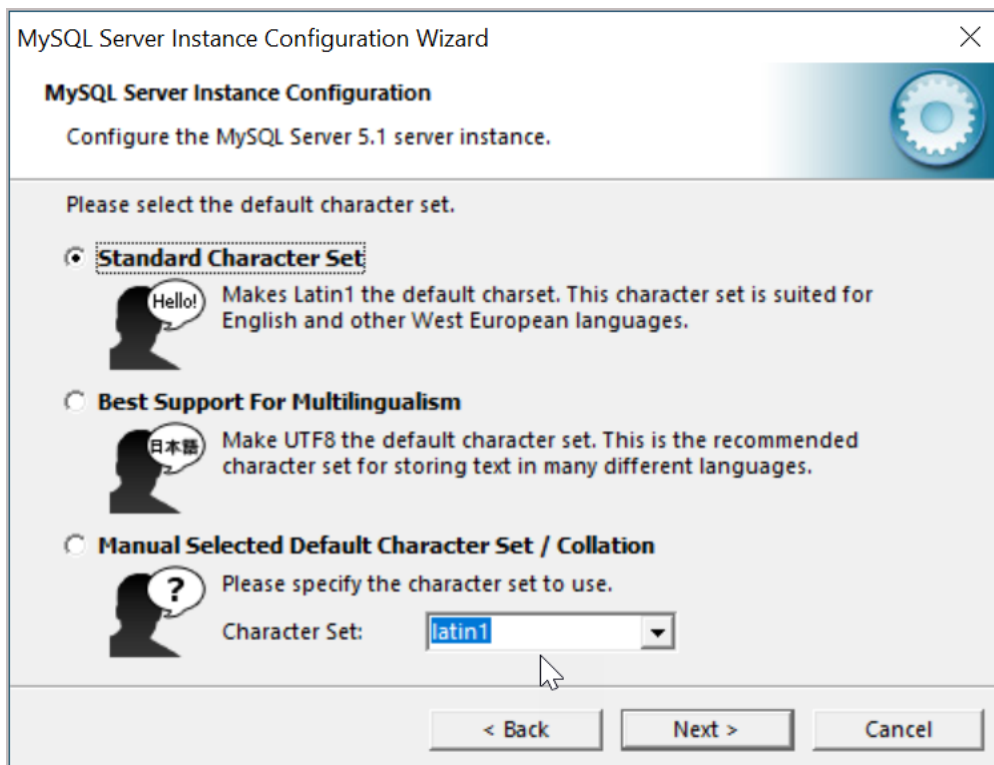 MySQL Server Instance Configuration Wizard
MySQL Server Instance Configuration
Configure the MySQL Server 5.1 server instance.
Please select the default character set.
Standard Character Set
Hello!
Makes Latin1 the default charset. This character set is suited for
English and other West European languages.
Best Support For Multilingualism
日本語
Make UTF8 the default character set. This is the recommended
character set for storing text in many different languages.
Manual Selected Default Character Set / Collation
?
Please specify the character set to use.
Character Set: latin1
< Back Next > Cancel